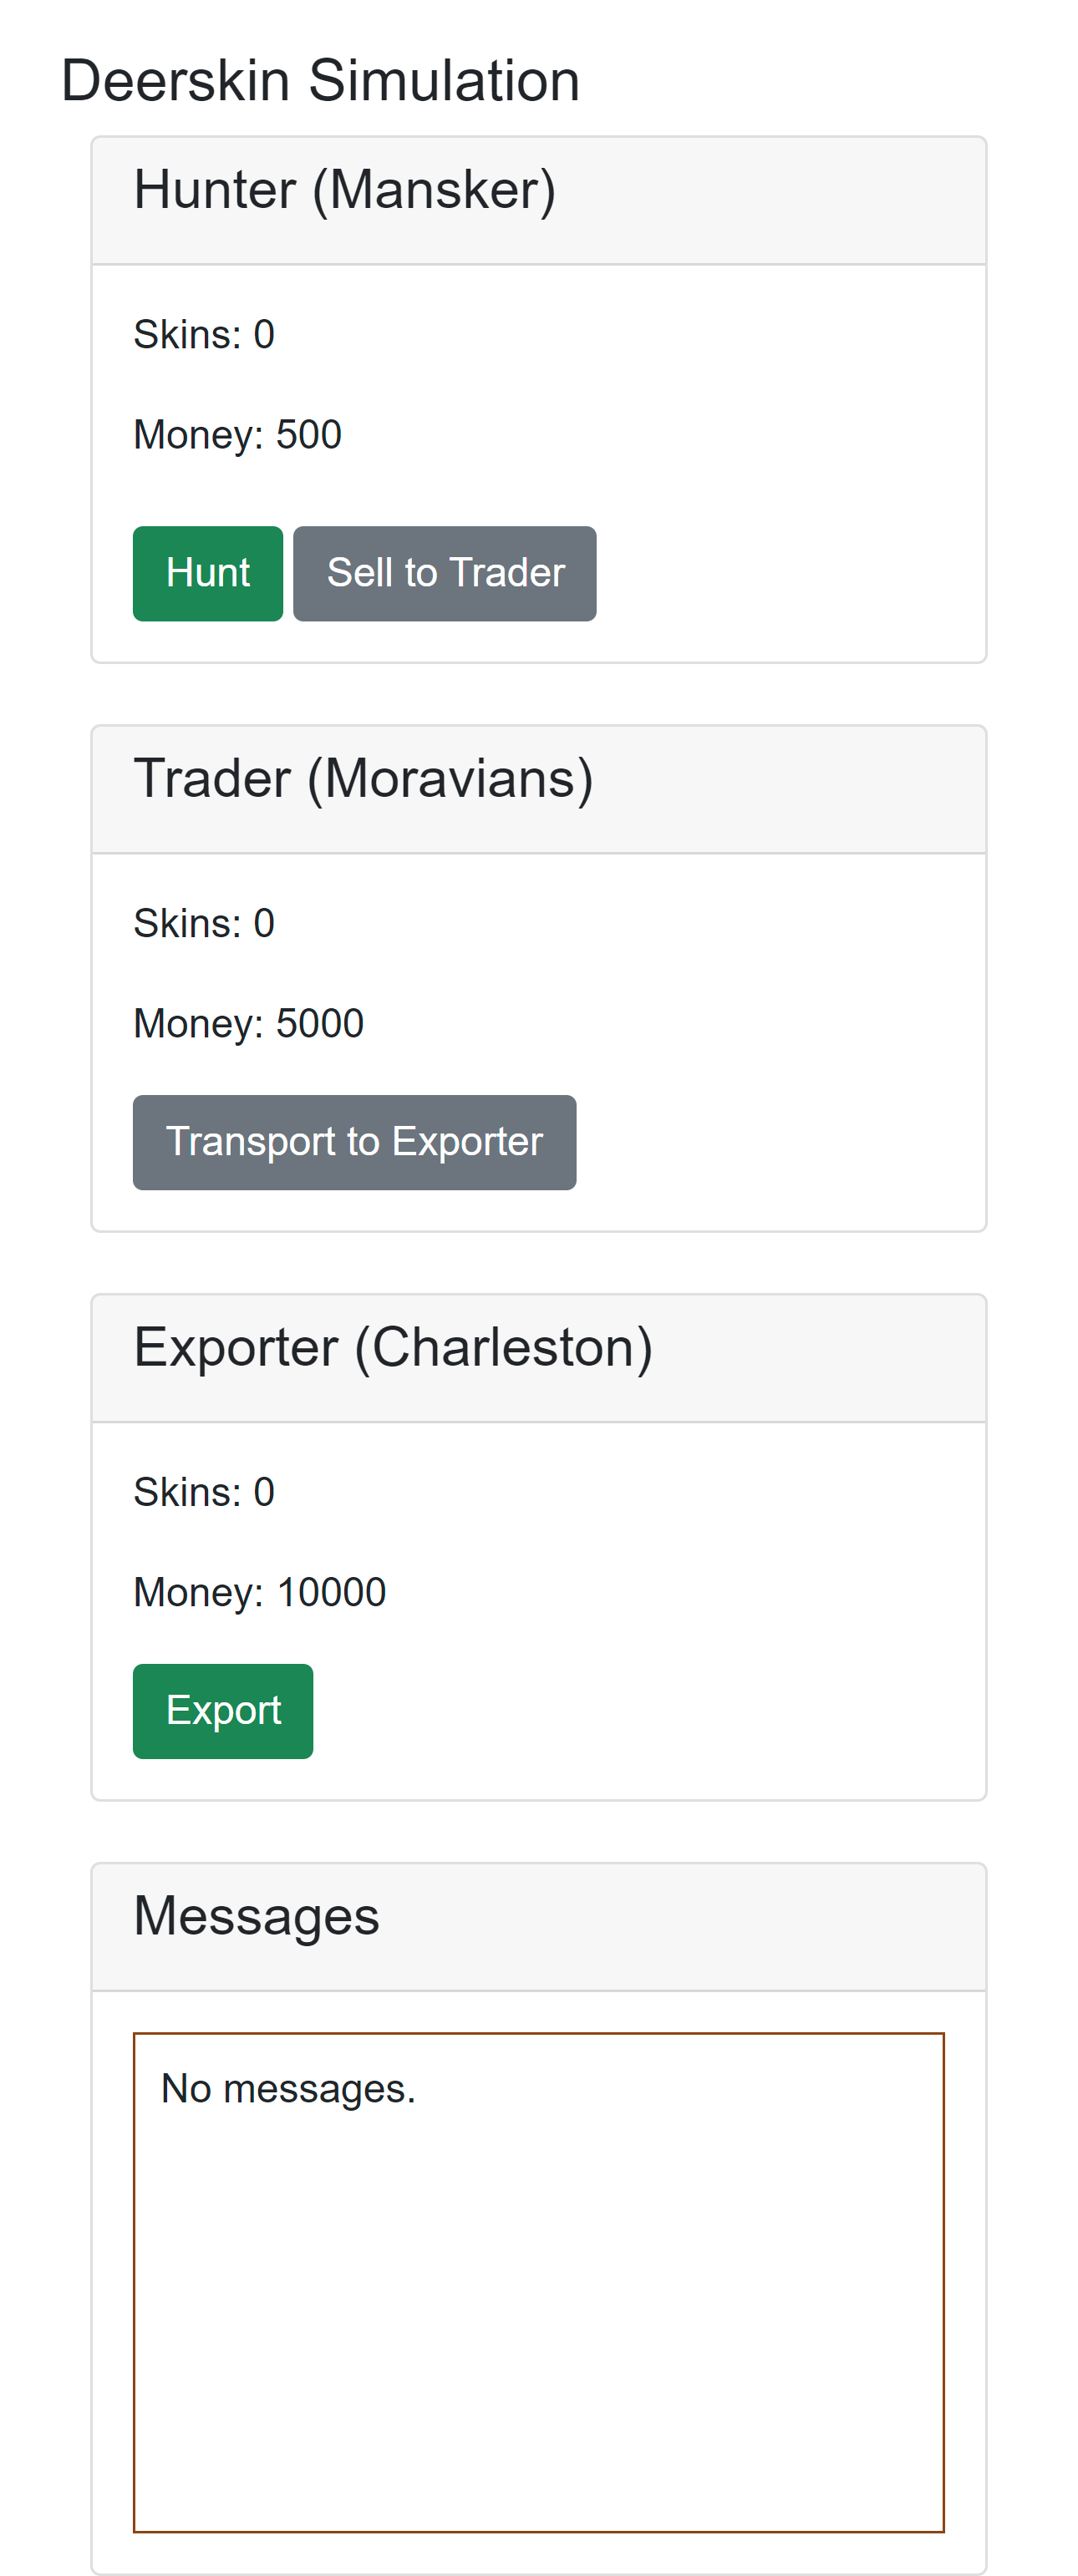 Deerskin Simulation
Hunter (Mansker)
Skins: 0
Money: 500
Hunt Sell to Trader
Trader (Moravians)
Skins: 0
Money: 5000
Transport to Exporter
Exporter (Charleston)
Skins: 0
Money: 10000
Export
Messages
No messages.